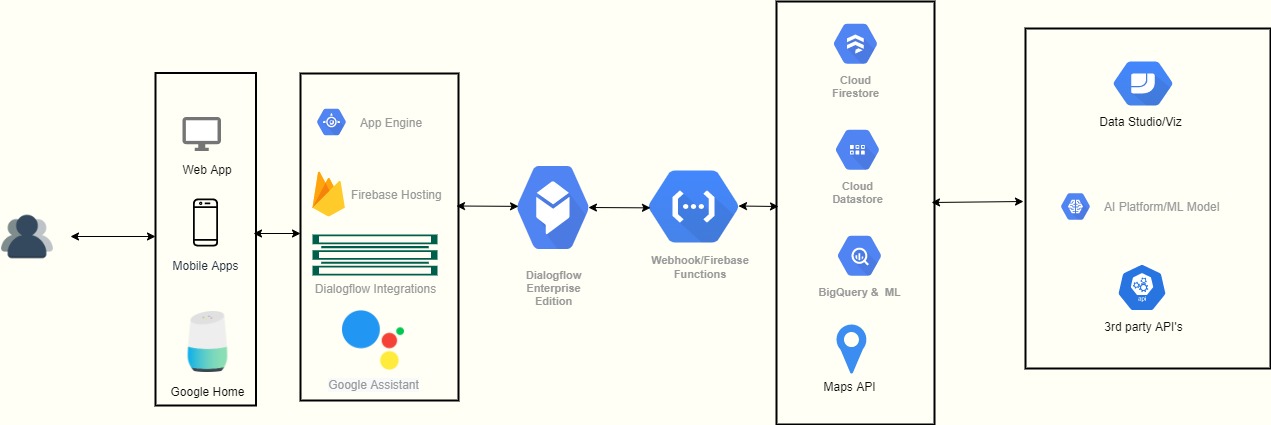 Web App
Mobile Apps
Google Home
App Engine
Firebase Hosting
Dialogflow Integrations
Google Assistant
Dialogflow
Enterprise
Edition
Webhook/Firebase
Functions
Cloud
Firestore
Cloud
Datastore
BigQuery & ML
Maps API
Data Studio/Viz
AI Platform/ML Model
api
3rd party API's